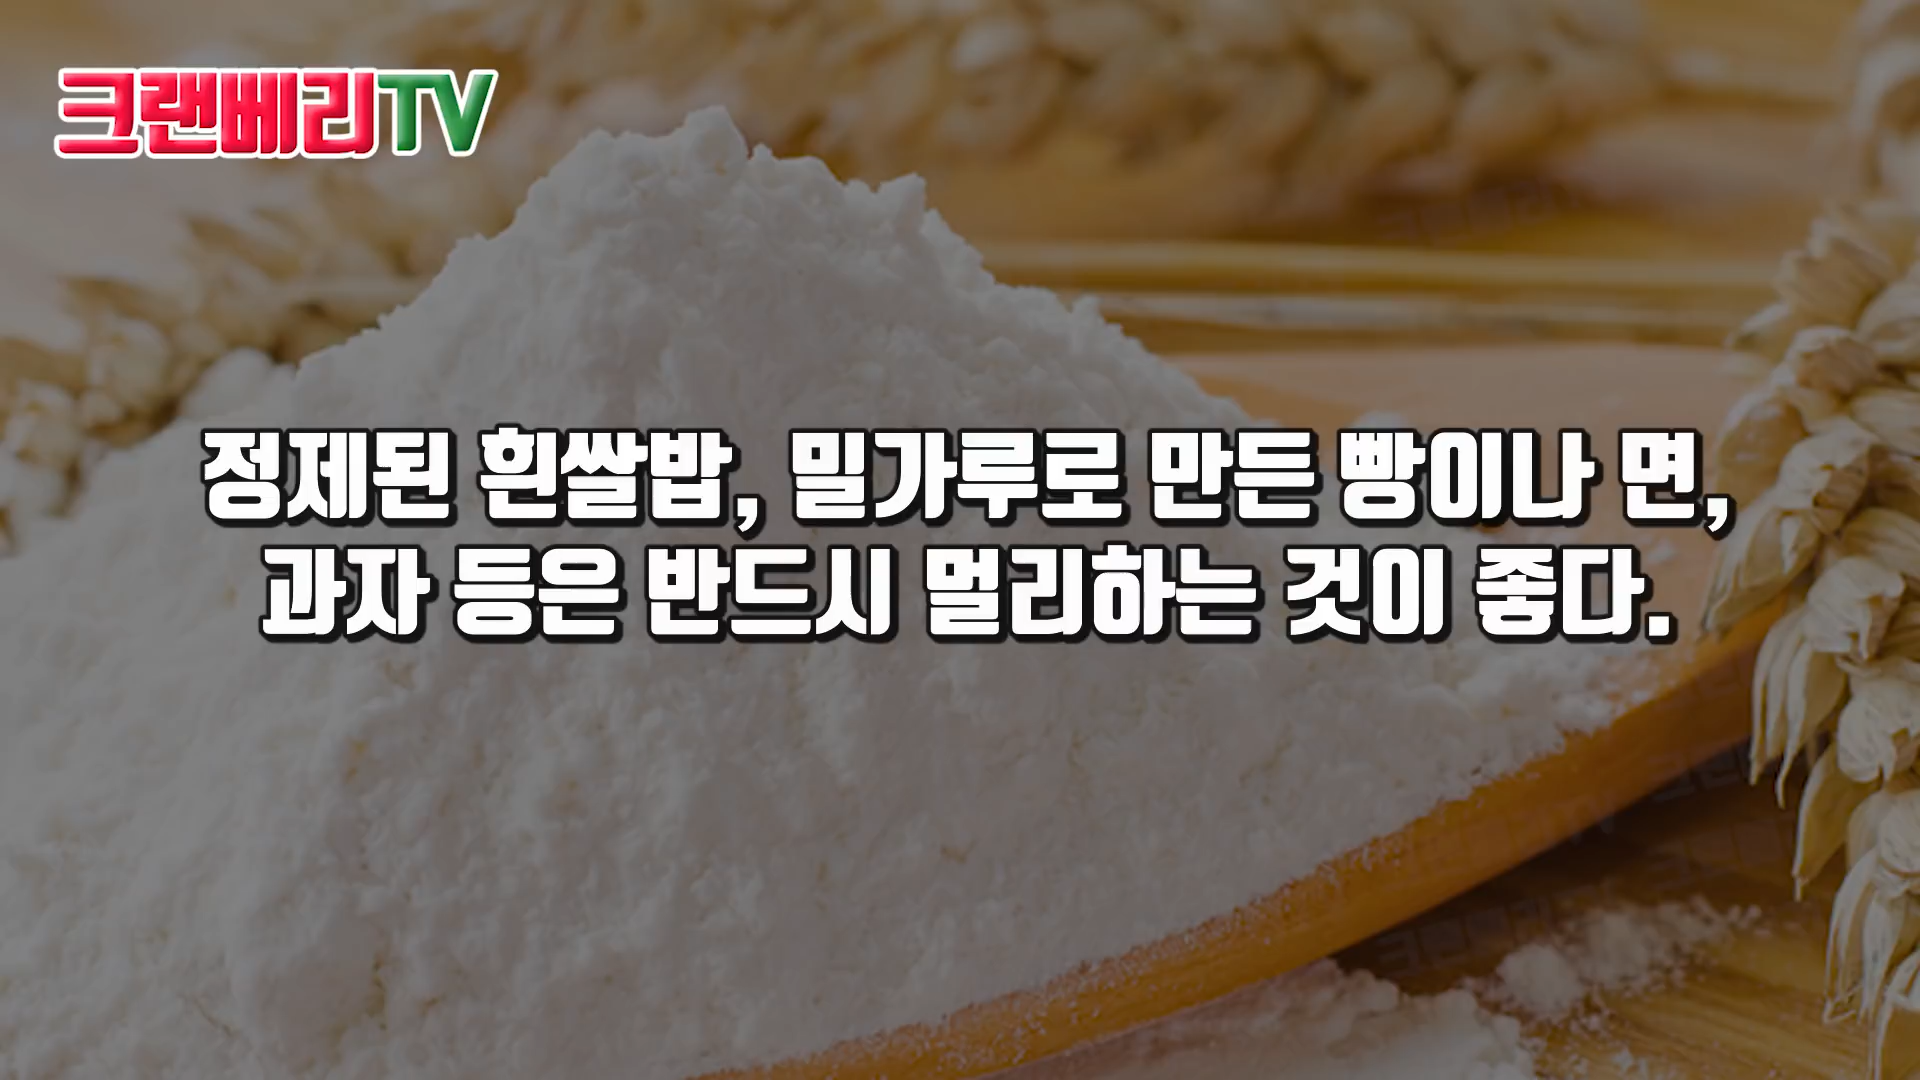 크랜베리TV
정제된 흰쌀밥, 밀가루로 만든 빵이나 면,
과자 등은 반드시 멀리하는 것이 좋다.